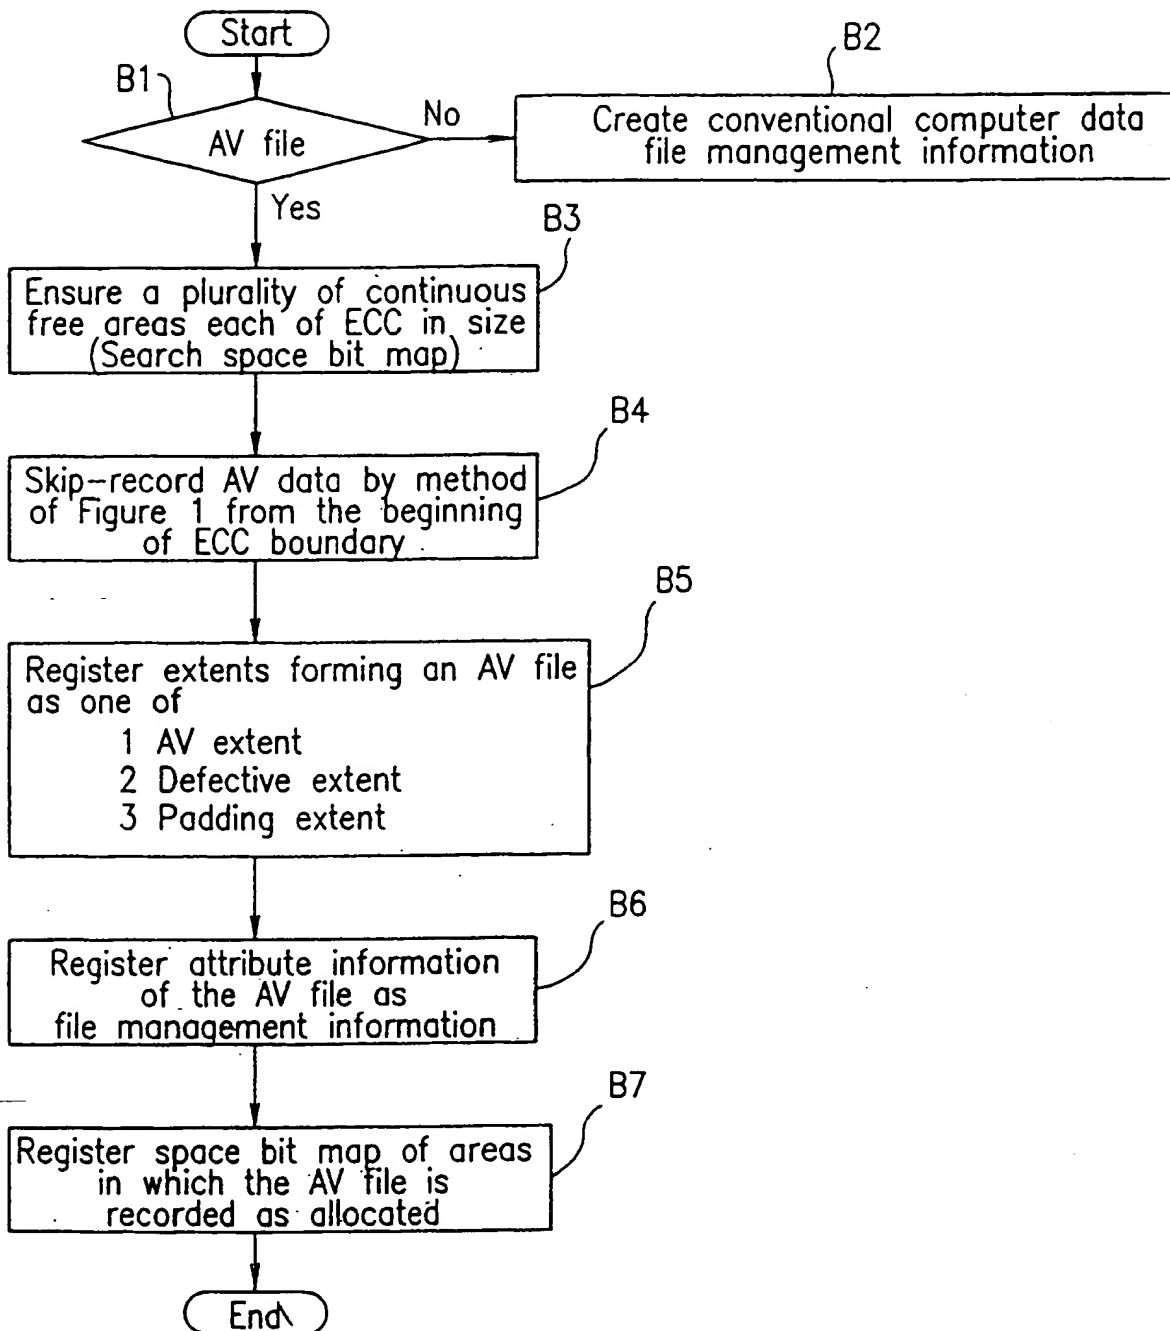 Start
B1
AV file
No
B2
Create conventional computer data
file management information
Yes
B3
Ensure a plurality of continuous
free areas each of ECC in size
(Search space bit map)
B4
Skip-record AV data by method
of Figure 1 from the beginning
of ECC boundary
B5
Register extents forming an AV file
as one of
1 AV extent
2 Defective extent
3 Padding extent
B6
Register attribute information
of the AV file as
file management information
B7
Register space bit map of areas
in which the AV file is
recorded as allocated
End